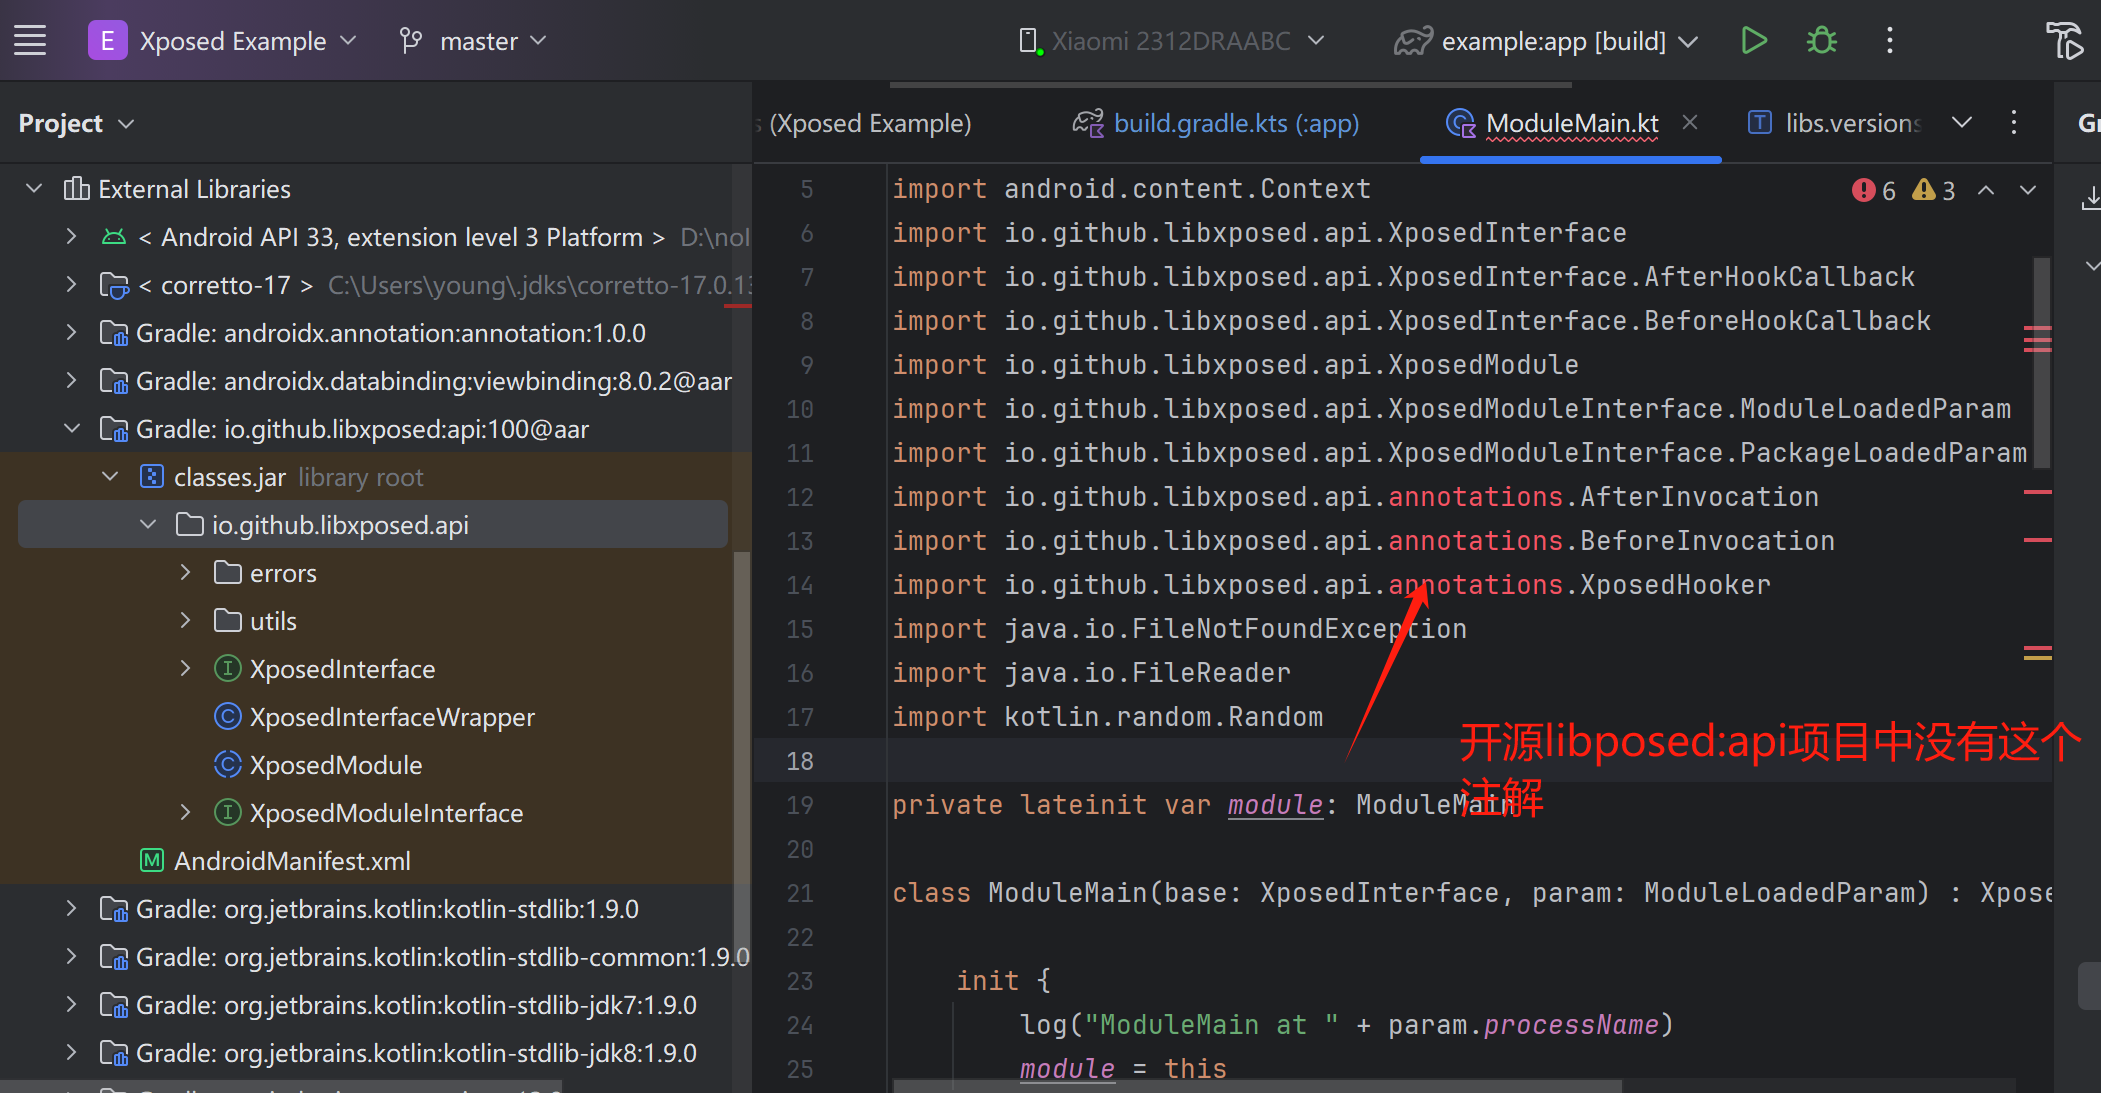 E Xposed Example master Xiaomi 2312DRAABC example:app [build]
Project
(Xposed Example) build.gradle.kts (:app) ModuleMain.kt libs.versions
External Libraries
< Android API 33, extension level 3 Platform > D:\nol
< corretto-17 > C:\Users\young\.jdks\corretto-17.0.13
Gradle: androidx.annotation:annotation:1.0.0
Gradle: androidx.databinding:viewbinding:8.0.2@aar
Gradle: io.github.libxposed:api:100@aar
classes.jar library root
io.github.libxposed.api
errors
utils
XposedInterface
XposedInterfaceWrapper
XposedModule
XposedModuleInterface
AndroidManifest.xml
Gradle: org.jetbrains.kotlin:kotlin-stdlib:1.9.0
Gradle: org.jetbrains.kotlin:kotlin-stdlib-common:1.9.0
Gradle: org.jetbrains.kotlin:kotlin-stdlib-jdk7:1.9.0
Gradle: org.jetbrains.kotlin:kotlin-stdlib-jdk8:1.9.0
6 3
5 import android.content.Context
6 import io.github.libxposed.api.XposedInterface
7 import io.github.libxposed.api.XposedInterface.AfterHookCallback
8 import io.github.libxposed.api.XposedInterface.BeforeHookCallback
9 import io.github.libxposed.api.XposedModule
10 import io.github.libxposed.api.XposedModuleInterface.ModuleLoadedParam
11 import io.github.libxposed.api.XposedModuleInterface.PackageLoadedParam
12 import io.github.libxposed.api.annotations.AfterInvocation
13 import io.github.libxposed.api.annotations.BeforeInvocation
14 import io.github.libxposed.api.annotations.XposedHooker
15 import java.io.FileNotFoundException
16 import java.io.FileReader
17 import kotlin.random.Random
18
19 private lateinit var module: ModuleMain
20
21 class ModuleMain(base: XposedInterface, param: ModuleLoadedParam) : Xpose
22
23 init {
24 log("ModuleMain at " + param.processName)
25 module = this
开源libposed:api项目中没有这个
注解